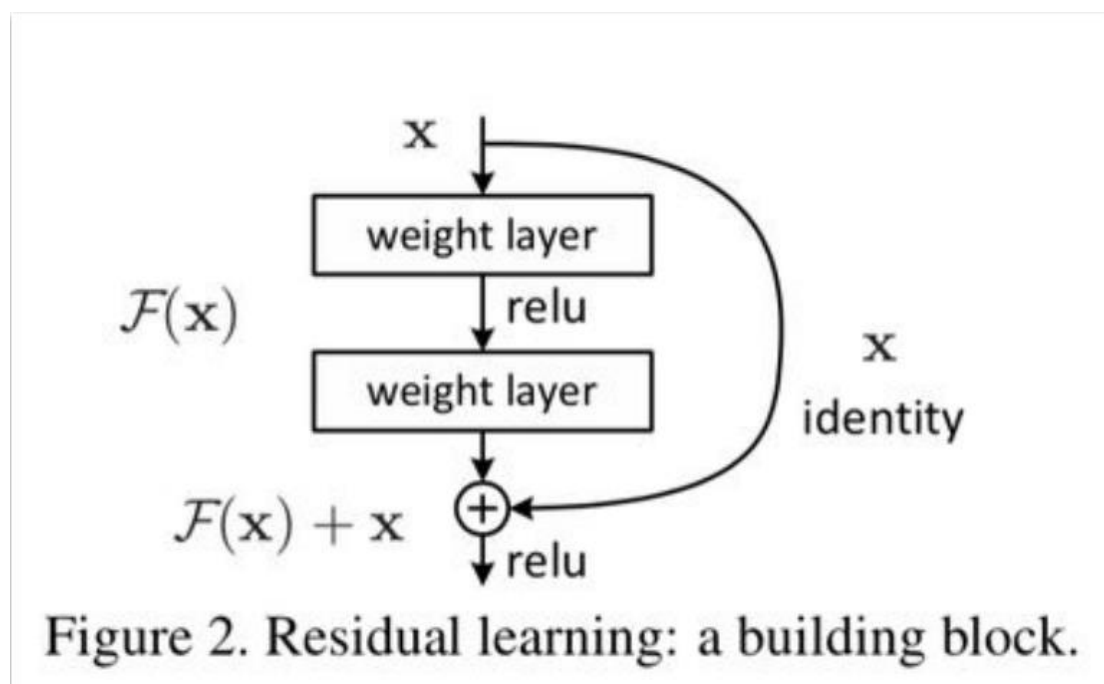 x
weight layer
relu
F(x)
weight layer
x
identity
F(x) + x
+
relu
Figure 2. Residual learning: a building block.